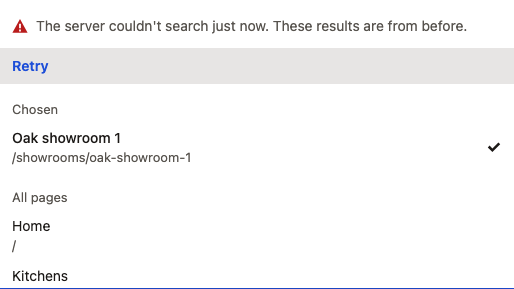 The server couldn't search just now. These results are from before.
Retry
Chosen
Oak showroom 1
/showrooms/oak-showroom-1
All pages
Home
/
Kitchens